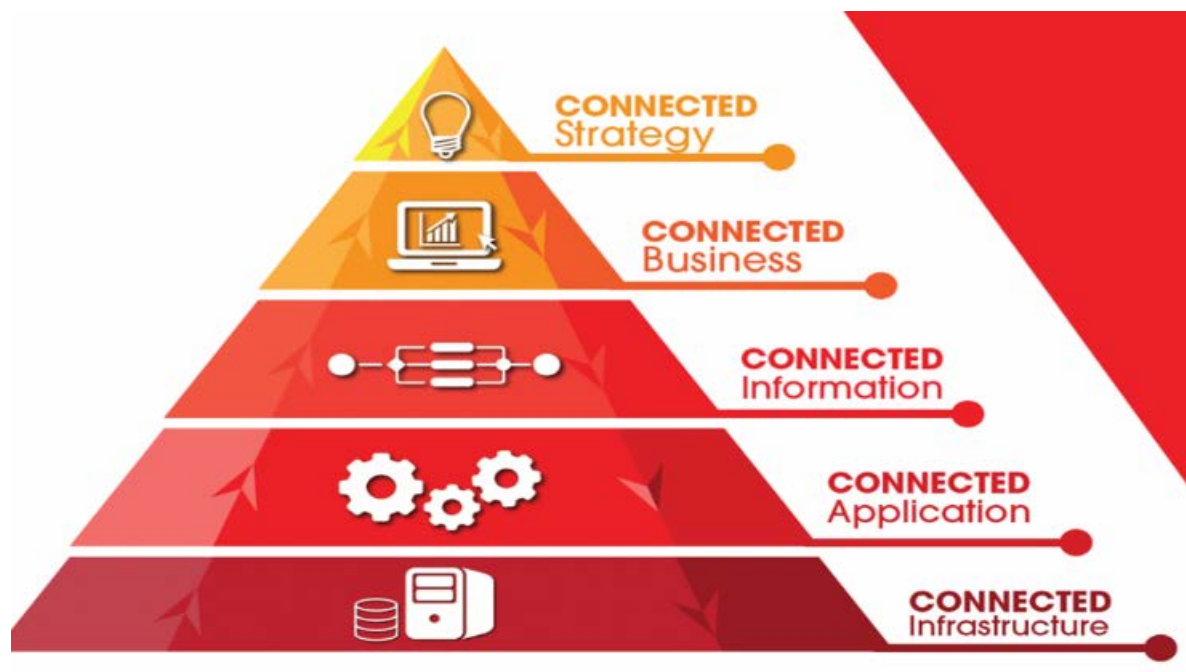 CONNECTED
Strategy
CONNECTED
Business
CONNECTED
Information
CONNECTED
Application
CONNECTED
Infrastructure